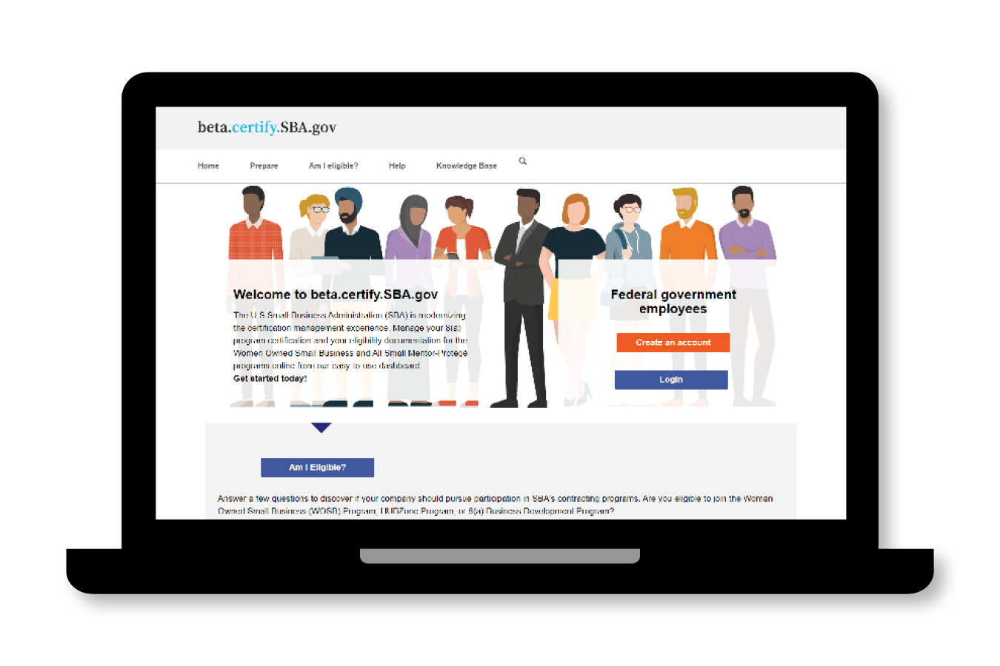 beta.certify.SBA.gov
Home Prepare Am I eligible? Help Knowledge Base
Welcome to beta.certify.SBA.gov
The U.S Small Business Administration (SBA) is modernizing
the certification management experience. Manage your 8(a)
program certification and your eligibility documentation for the
Women Owned Small Business and All Small Mentor-Protégé
programs online from our easy to use dashboard
Get started today!
Federal government
employees
Create an account
Login
Am I Eligible?
Answer a few questions to discover if your company should pursue participation in SBA's contracting programs. Are you eligible to join the Woman
Owned Small Business (WOSB) Program, HUBZone Program, or 8(a) Business Development Program?